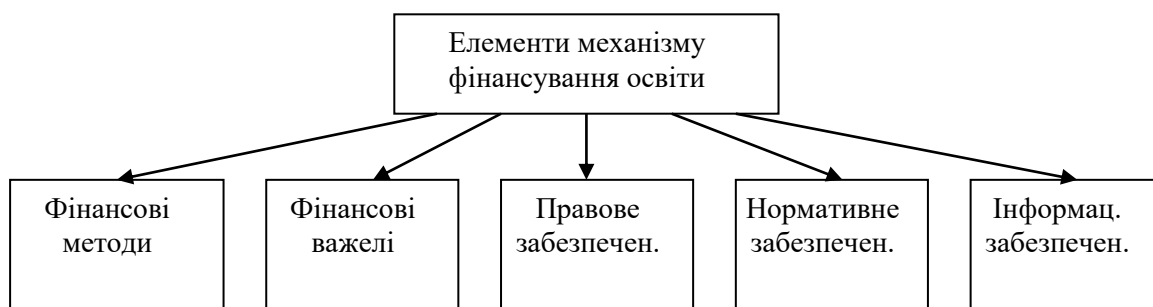 Елементи механізму
фінансування освіти
Фінансові
методи
Фінансові
важелі
Правове
забезпечен.
Нормативне
забезпечен.
Інформац.
забезпечен.